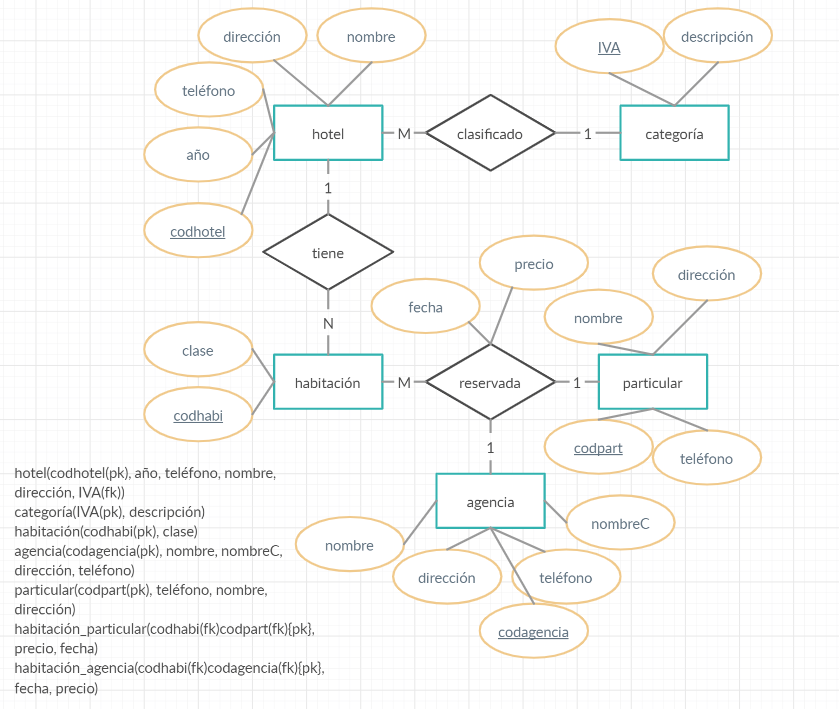 dirección
nombre
IVA
descripción
teléfono
hotel
M
clasificado
1
categoría
año
1
codhotel
tiene
precio
dirección
fecha
nombre
N
clase
habitación
M
reservada
1
particular
codhabi
1
codpart
teléfono
hotel(codhotel(pk), año, teléfono, nombre,
dirección, IVA(fk))
categoría(IVA(pk), descripción)
habitación(codhabi(pk), clase)
agencia(codagencia(pk), nombre, nombreC,
dirección, teléfono)
particular(codpart(pk), teléfono, nombre,
dirección)
habitación_particular(codhabi(fk)codpart(fk){pk},
precio, fecha)
habitación_agencia(codhabi(fk)codagencia(fk){pk},
fecha, precio)
agencia
nombreC
nombre
dirección
teléfono
codagencia